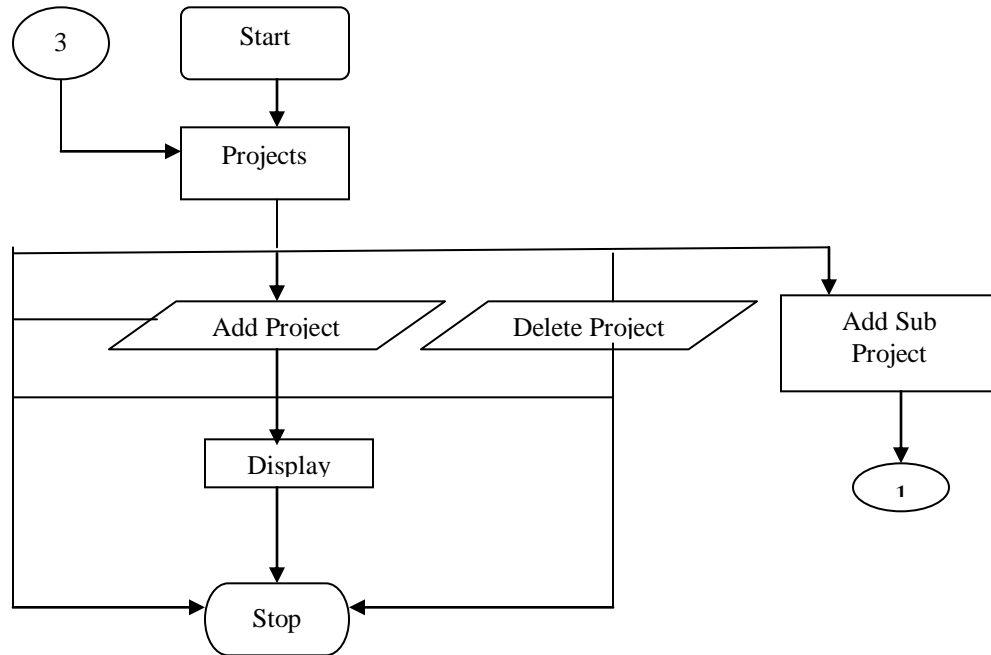 3
Start
Projects
Add Project
Delete Project
Add Sub
Project
Display
1
Stop